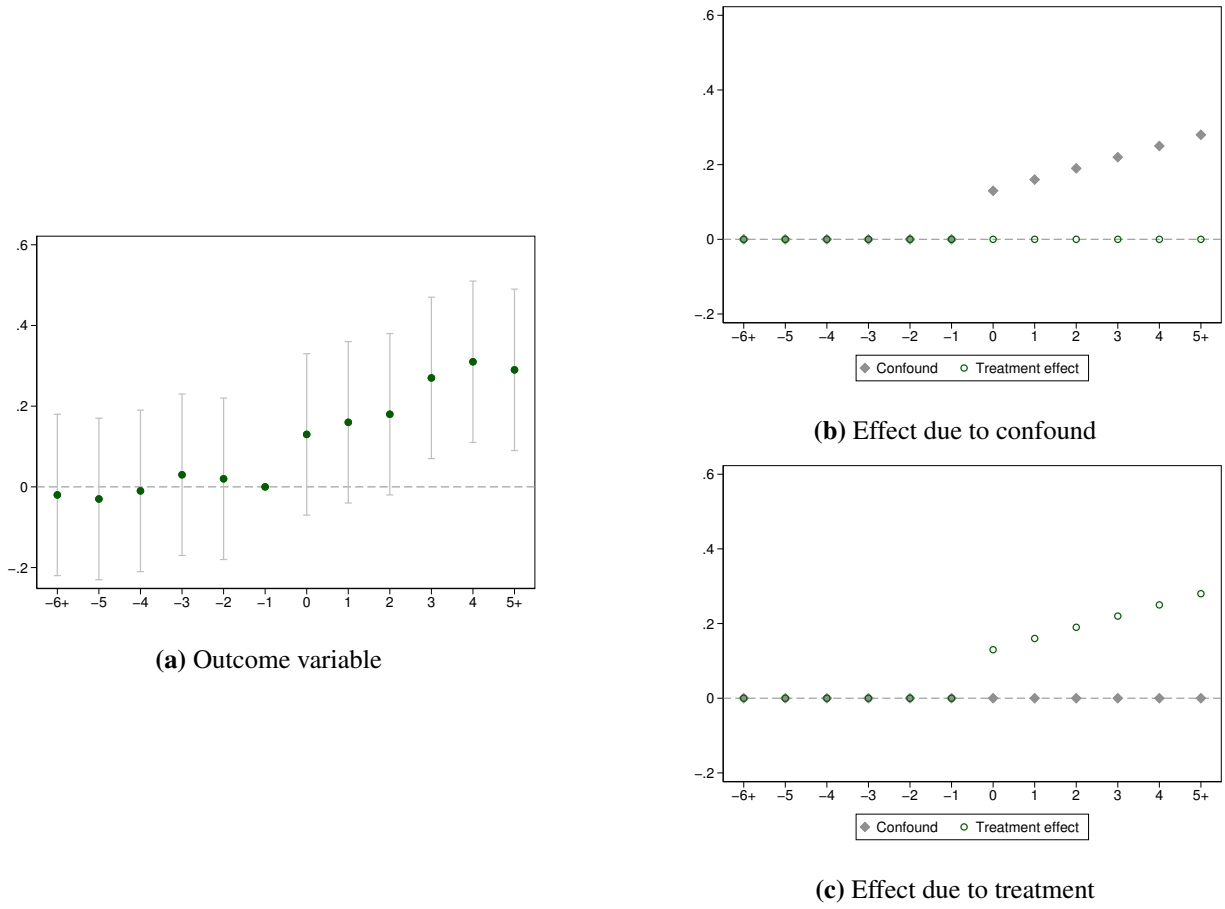 .6
.4
.2
0
−.2
−6+ −5 −4 −3 −2 −1 0 1 2 3 4 5+
(a) Outcome variable
.6
.4
.2
0
−.2
−6+ −5 −4 −3 −2 −1 0 1 2 3 4 5+
Confound Treatment effect
(b) Effect due to confound
.6
.4
.2
0
−.2
−6+ −5 −4 −3 −2 −1 0 1 2 3 4 5+
Confound Treatment effect
(c) Effect due to treatment